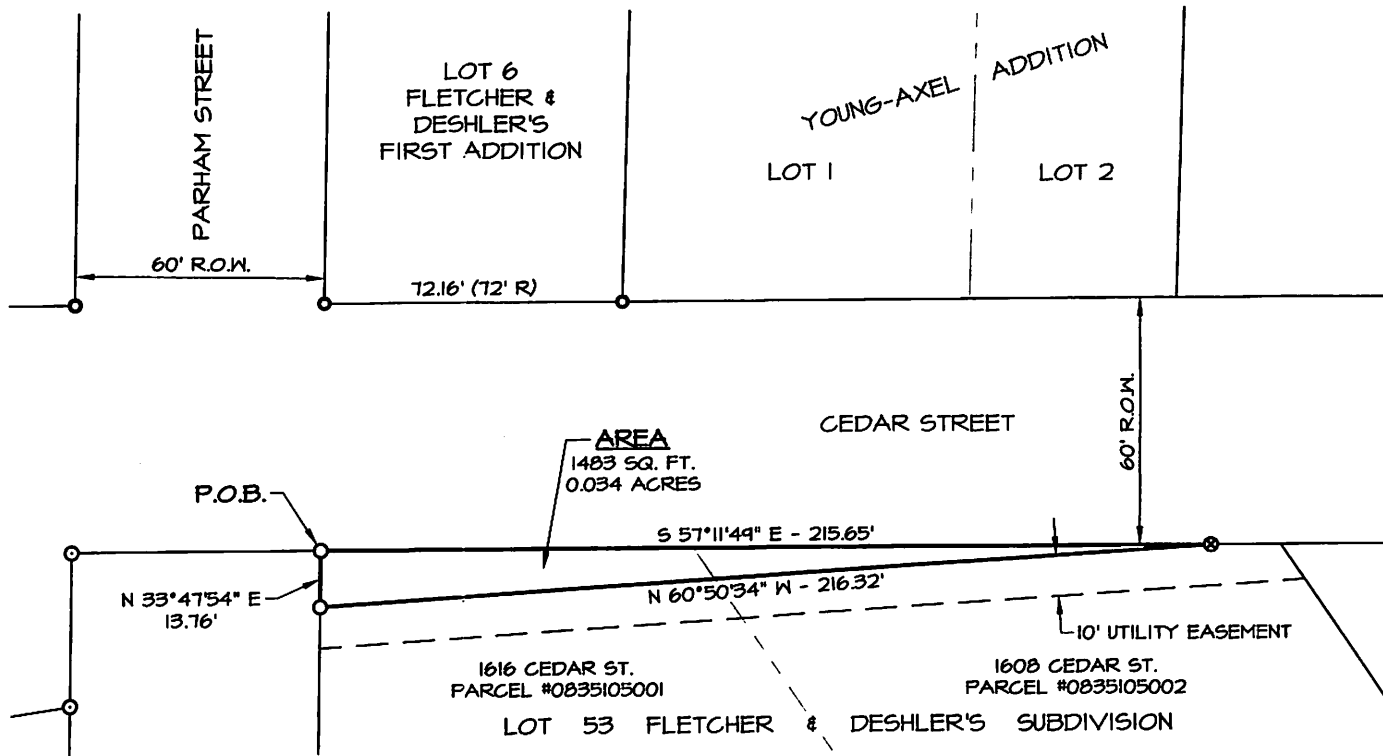 PARHAM STREET
60' R.O.W.
LOT 6
FLETCHER &
DESHLER'S
FIRST ADDITION
72.16' (72' R)
YOUNG-AXEL ADDITION
LOT 1
LOT 2
60' R.O.W.
CEDAR STREET
AREA
1483 SQ. FT.
0.034 ACRES
P.O.B.
S 57°11'49" E - 215.65'
N 60°50'34" W - 216.32'
N 33°47'54" E
13.76'
10' UTILITY EASEMENT
1616 CEDAR ST.
PARCEL #0835105001
1608 CEDAR ST.
PARCEL #0835105002
LOT 53 FLETCHER & DESHLER'S SUBDIVISION